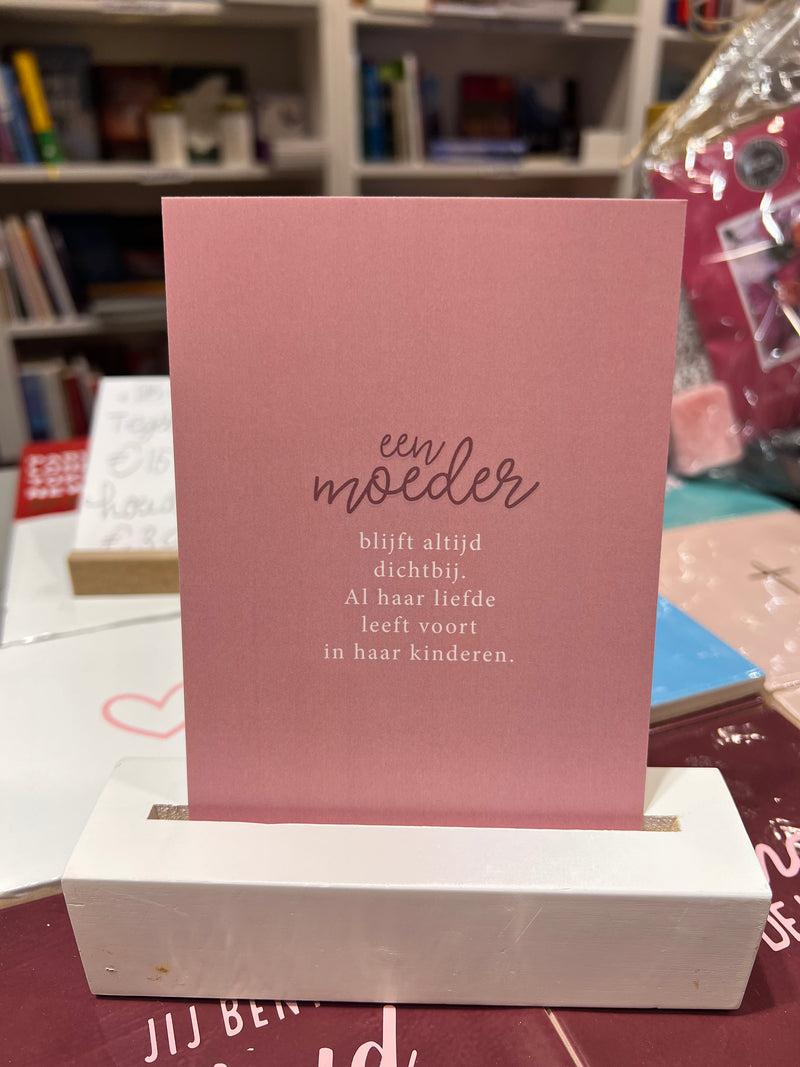 een
moeder
blijft altijd
dichtbij.
Al haar liefde
leeft voort
in haar kinderen.
JIJ BEN